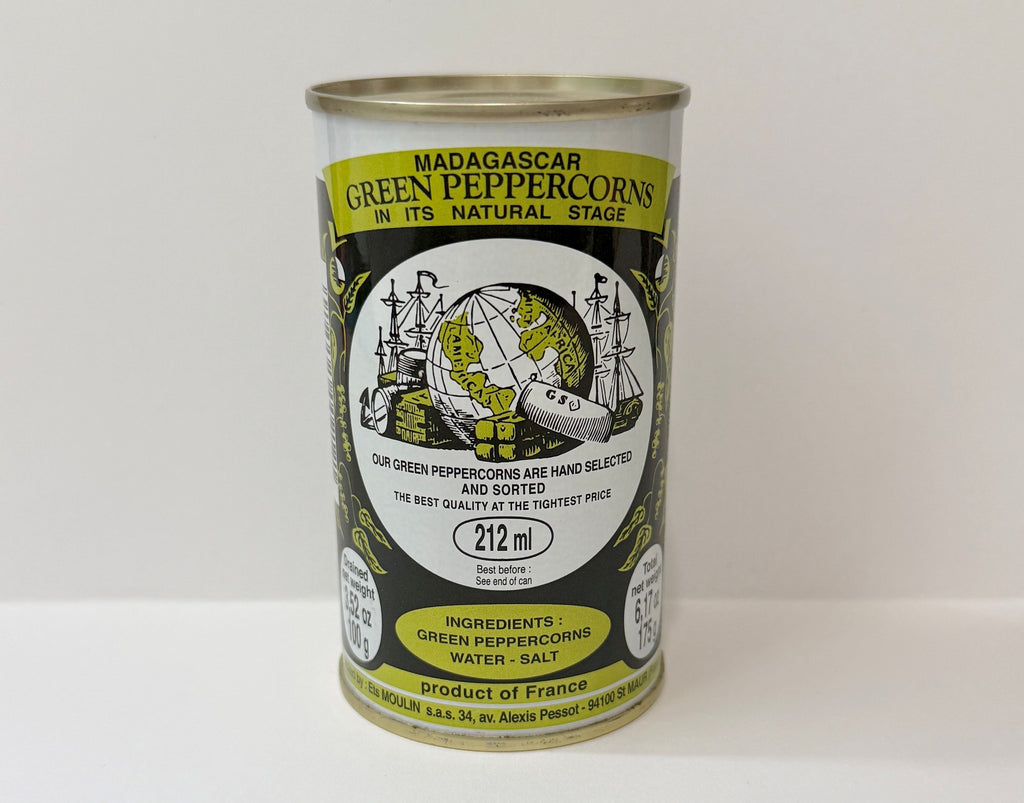 MADAGASCAR
GREEN PEPPERCORNS
IN ITS NATURAL STAGE
AMERICAS
AFRICA
GS
OUR GREEN PEPPERCORNS ARE HAND SELECTED
AND SORTED
THE BEST QUALITY AT THE TIGHTEST PRICE
212 ml
Best before :
See end of can
Drained
net weight
3,52 oz
100 g
Total
net weight
6,17 oz
175 g
INGREDIENTS :
GREEN PEPPERCORNS
WATER - SALT
product of France
by : Ets MOULIN s.a.s. 34, av. Alexis Pessot - 94100 St MAUR